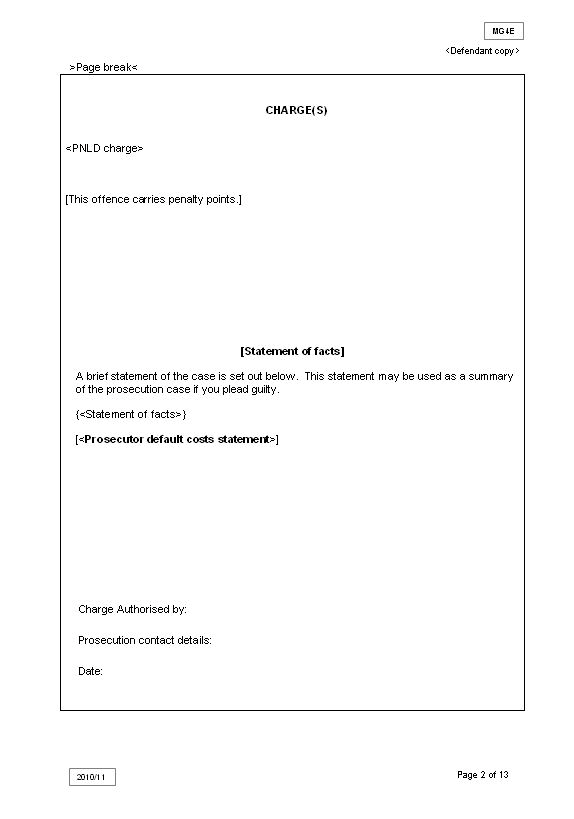 MG4E
<Defendant copy>
>Page break<
CHARGE(S)
<PNLD charge>
[This offence carries penalty points.]
[Statement of facts]
A brief statement of the case is set out below. This statement may be used as a summary
of the prosecution case if you plead guilty.
{<Statement of facts>}
[<Prosecutor default costs statement>]
Charge Authorised by:
Prosecution contact details:
Date:
2010/11
Page 2 of 13